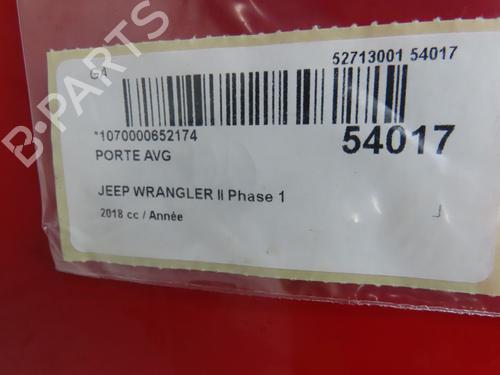 GA
52713001 54017
*1070000652174
54017
PORTE AVG
JEEP WRANGLER II Phase 1
2018 cc / Année
B-PARTS